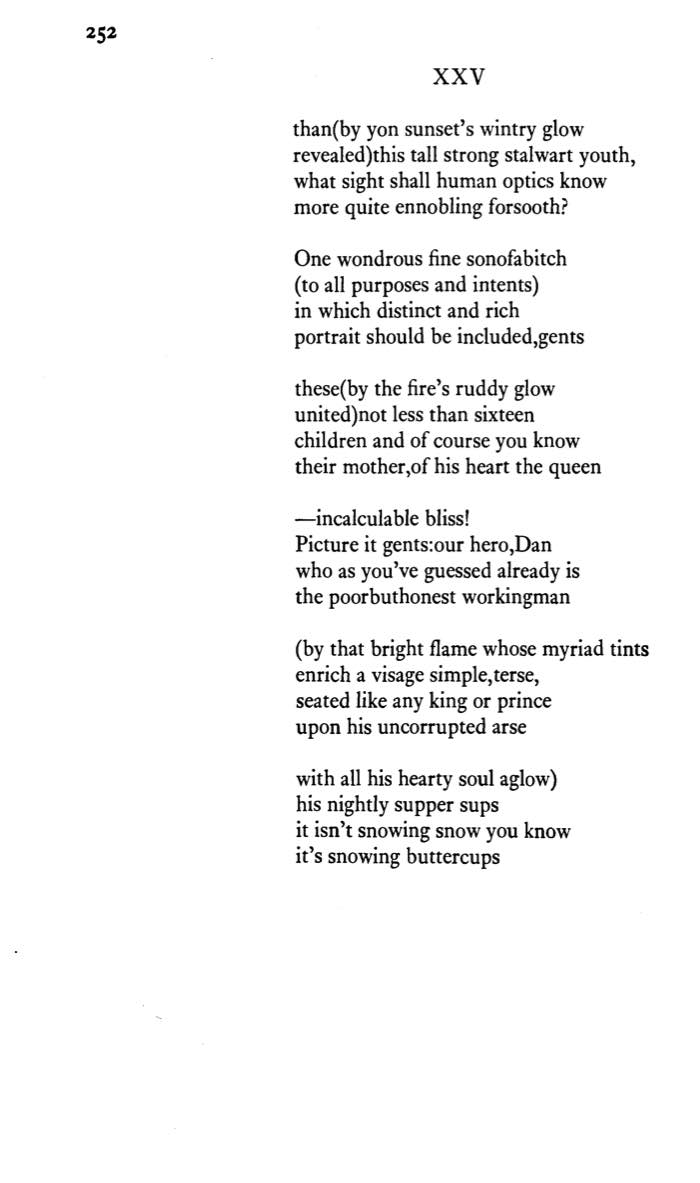 252
XXV
than(by yon sunset's wintry glow
revealed)this tall strong stalwart youth,
what sight shall human optics know
more quite ennobling forsooth?
One wondrous fine sonofabitch
(to all purposes and intents)
in which distinct and rich
portrait should be included,gents
these(by the fire's ruddy glow
united)not less than sixteen
children and of course you know
their mother,of his heart the queen
—incalculable bliss!
Picture it gents:our hero,Dan
who as you've guessed already is
the poorbuthonest workingman
(by that bright flame whose myriad tints
enrich a visage simple,terse,
seated like any king or prince
upon his uncorrupted arse
with all his hearty soul aglow)
his nightly supper sups
it isn't snowing snow you know
it's snowing buttercups